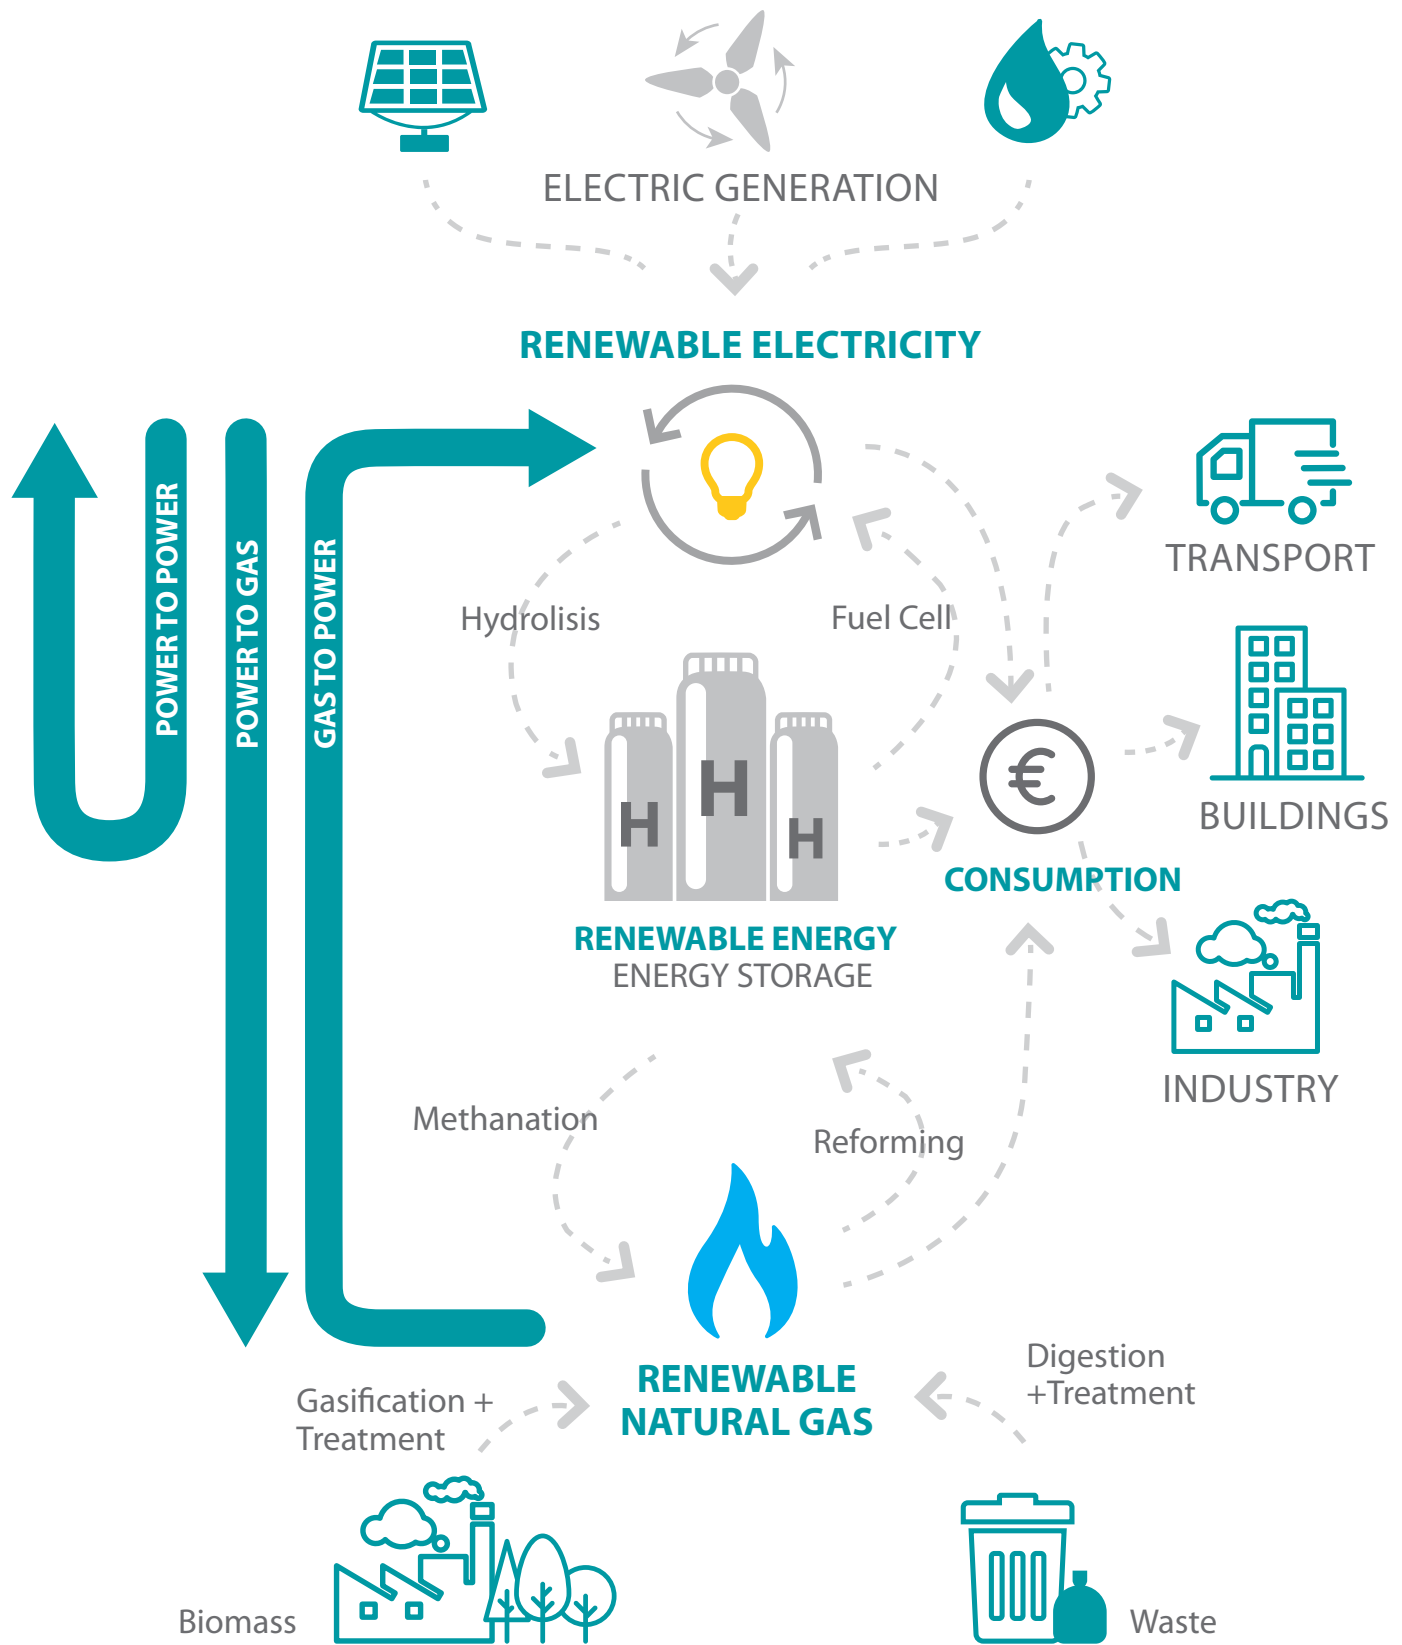 ELECTRIC GENERATION
RENEWABLE ELECTRICITY
POWER TO POWER
POWER TO GAS
GAS TO POWER
Hydrolisis
Fuel Cell
TRANSPORT
BUILDINGS
H
H
H
€
CONSUMPTION
RENEWABLE ENERGY
ENERGY STORAGE
INDUSTRY
Methanation
Reforming
RENEWABLE
NATURAL GAS
Gasification +
Treatment
Digestion
+Treatment
Biomass
Waste